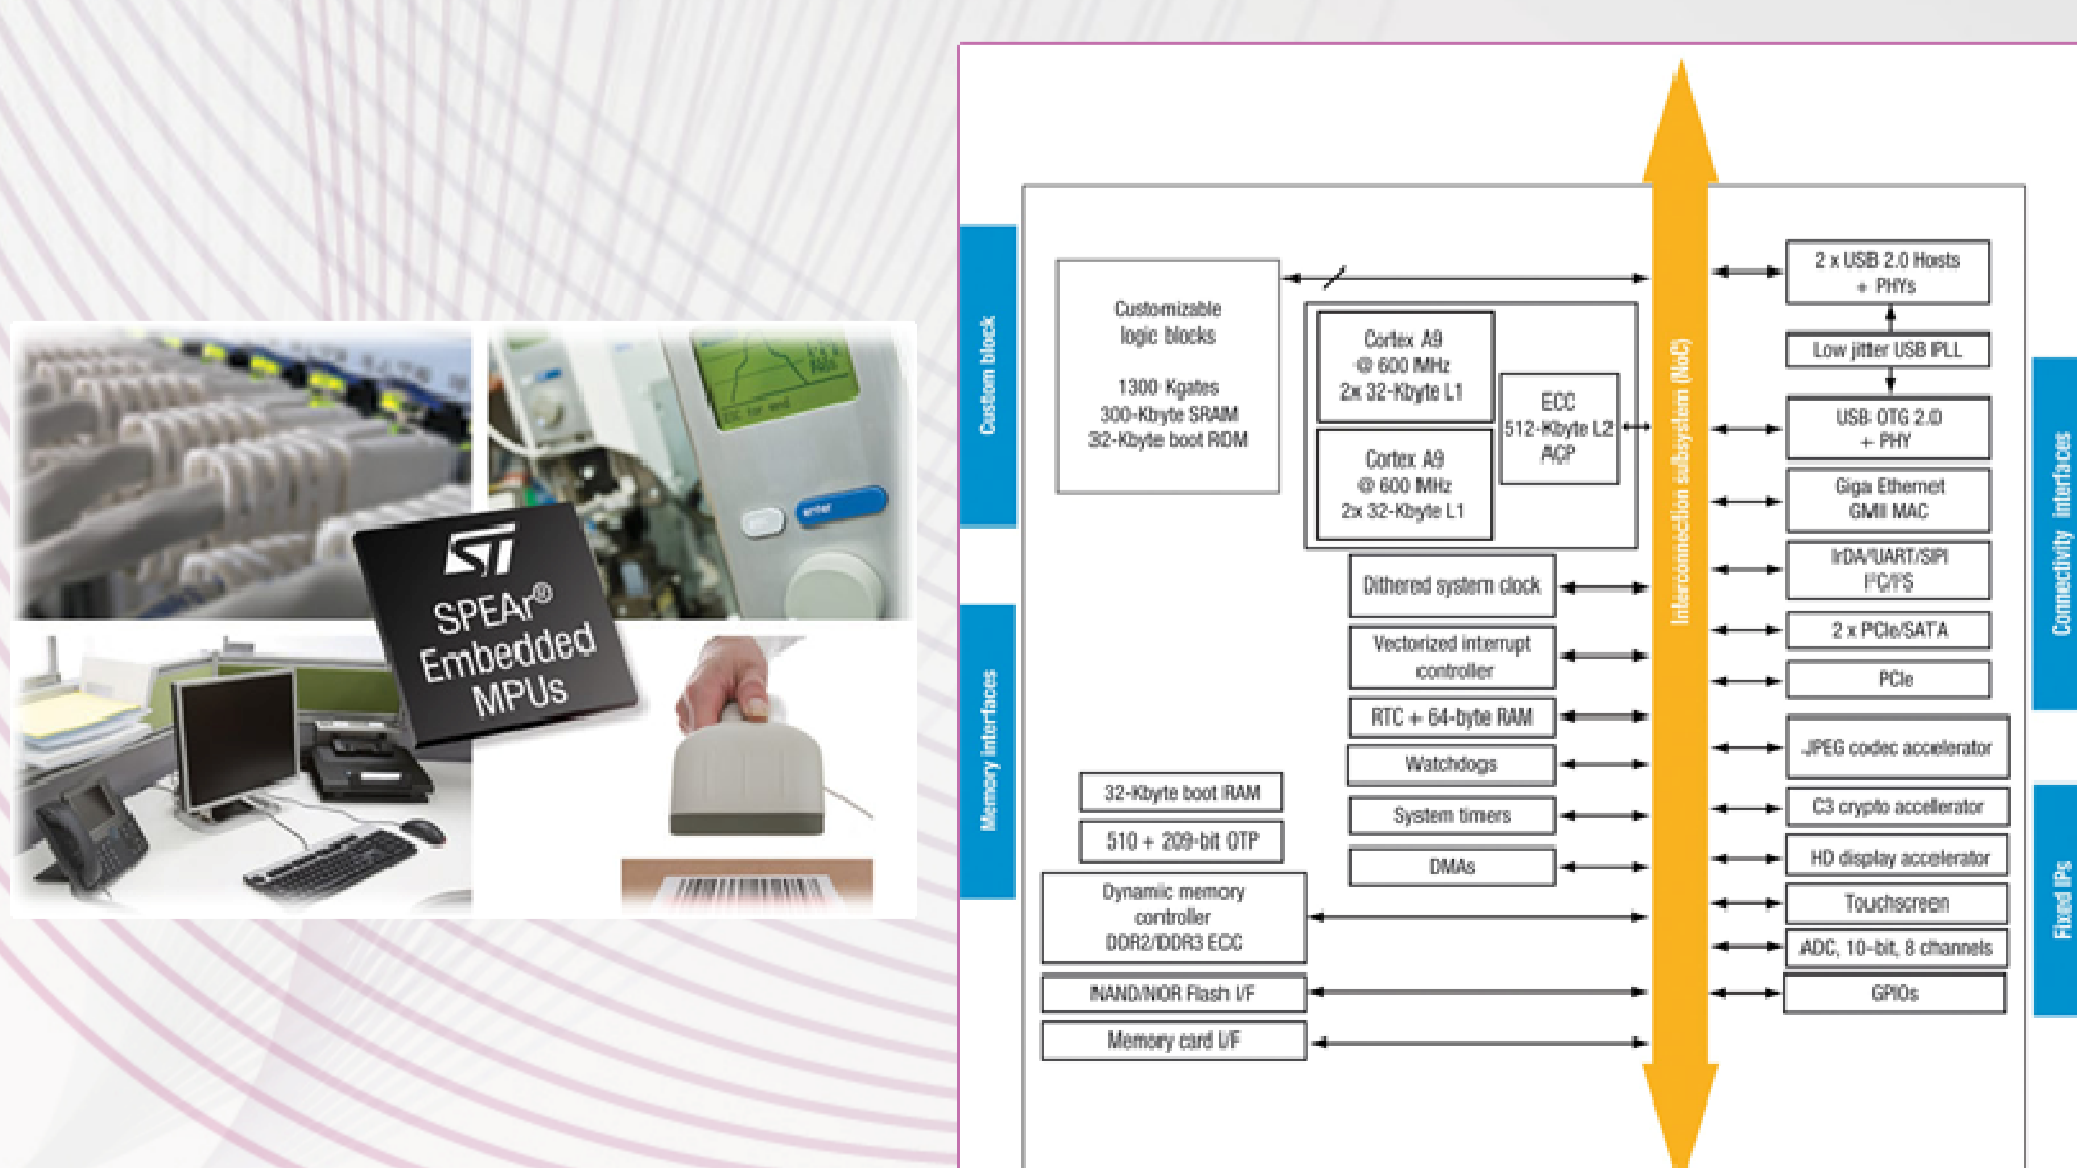 ST
SPEAr®
Embedded
MPUs
enter
Custom block
Memory interfaces
Customizable
logic blocks
1300 Kgates
300-Kbyte SRAM
32-Kbyte boot ROM
Cortex A9
@ 600 MHz
2x 32-Kbyte L1
Cortex A9
@ 600 MHz
2x 32-Kbyte L1
ECC
512-Kbyte L2
ACP
Dithered system clock
Vectorized interrupt
controller
RTC + 64-byte RAM
Watchdogs
System timers
DMAs
32-Kbyte boot RAM
510 + 209-bit OTP
Dynamic memory
controller
DDR2/DDR3 ECC
NAND/NOR Flash I/F
Memory card I/F
Interconnection subsystem (NoC)
2 x USB 2.0 Hosts
+ PHYs
Low jitter USB PLL
USB OTG 2.0
+ PHY
Giga Ethernet
GMII MAC
IrDA/UART/SPI
I²C/I²S
2 x PCIe/SATA
PCIe
JPEG codec accelerator
C3 crypto accellerator
HD display accelerator
Touchscreen
ADC, 10-bit, 8 channels
GPIOs
Connectivity interfaces
Fixed IPs